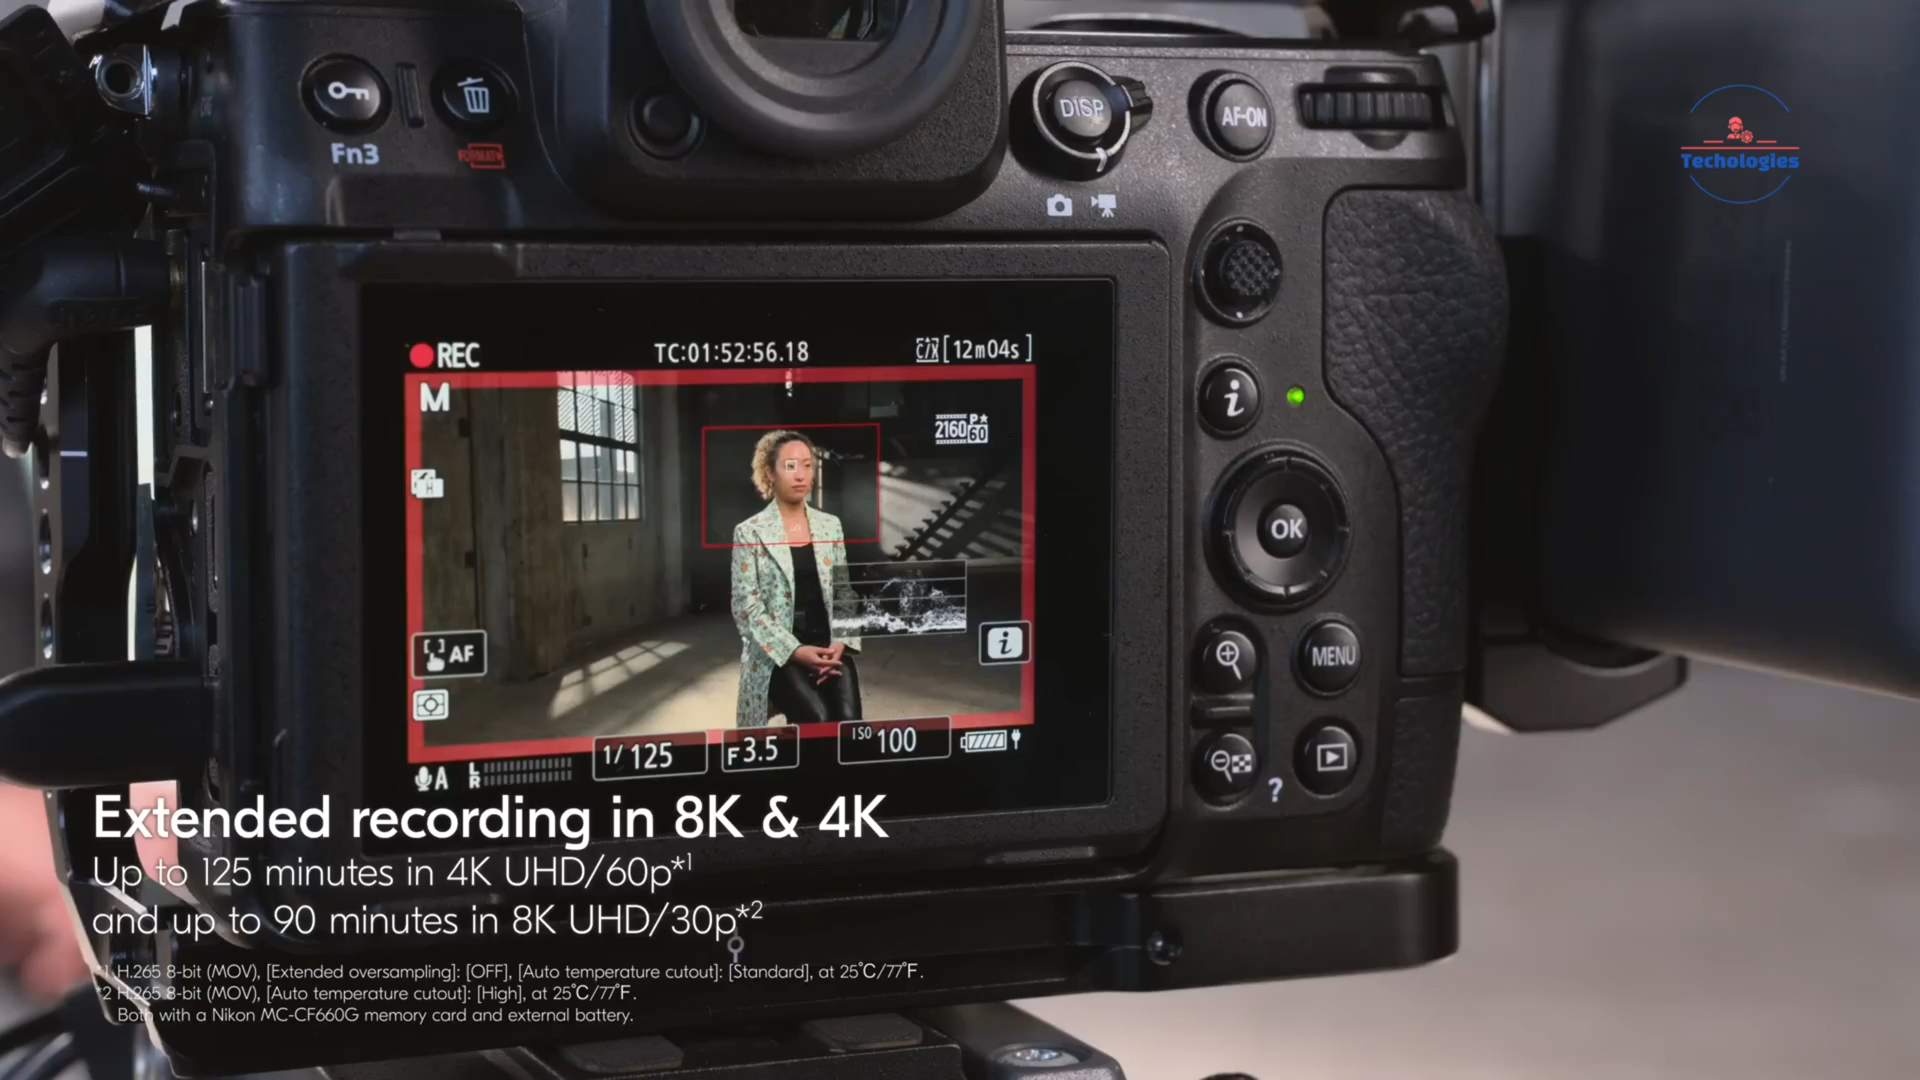 DISP
AF-ON
Fn3
FORMAT
Techologies
REC
TC:01:52:56.18
[12m04s]
M
2160 P★
60
i
OK
AF
i
MENU
1/125
F3.5
ISO 100
A
L
R
?
Extended recording in 8K & 4K
Up to 125 minutes in 4K UHD/60p*1
and up to 90 minutes in 8K UHD/30p*2
*1 H.265 8-bit (MOV), [Extended oversampling]: [OFF], [Auto temperature cutout]: [Standard], at 25°C/77°F.
*2 H.265 8-bit (MOV), [Auto temperature cutout]: [High], at 25°C/77°F.
Both with a Nikon MC-CF660G memory card and external battery.